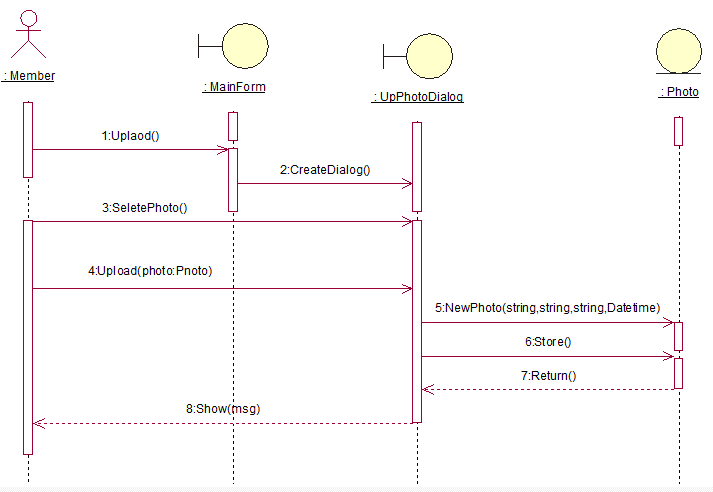 : Member
: MainForm
: UpPhotoDialog
: Photo
1:Uplaod()
2:CreateDialog()
3:SeletePhoto()
4:Upload(photo:Pnoto)
5:NewPhoto(string,string,string,Datetime)
6:Store()
7:Return()
8:Show(msg)